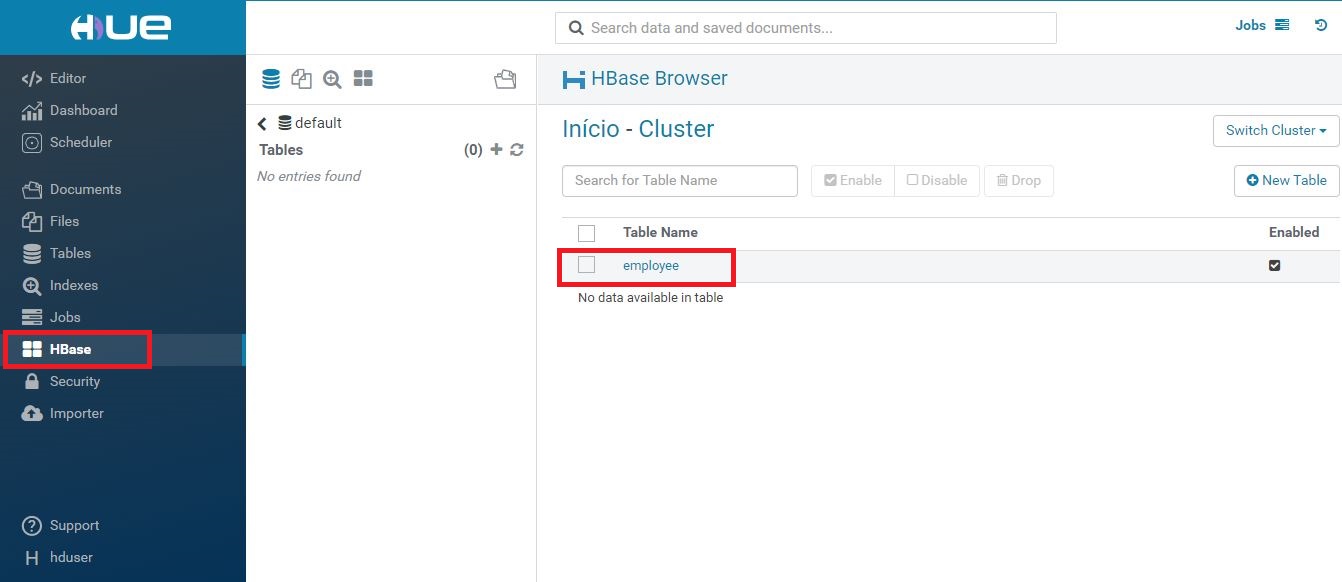 HUE
Search data and saved documents...
Jobs
Editor
Dashboard
Scheduler
Documents
Files
Tables
Indexes
Jobs
HBase
Security
Importer
Support
hduser
H
default
Tables (0)
No entries found
HBase Browser
Início - Cluster
Switch Cluster
Search for Table Name
Enable
Disable
Drop
New Table
Table Name Enabled
employee
No data available in table